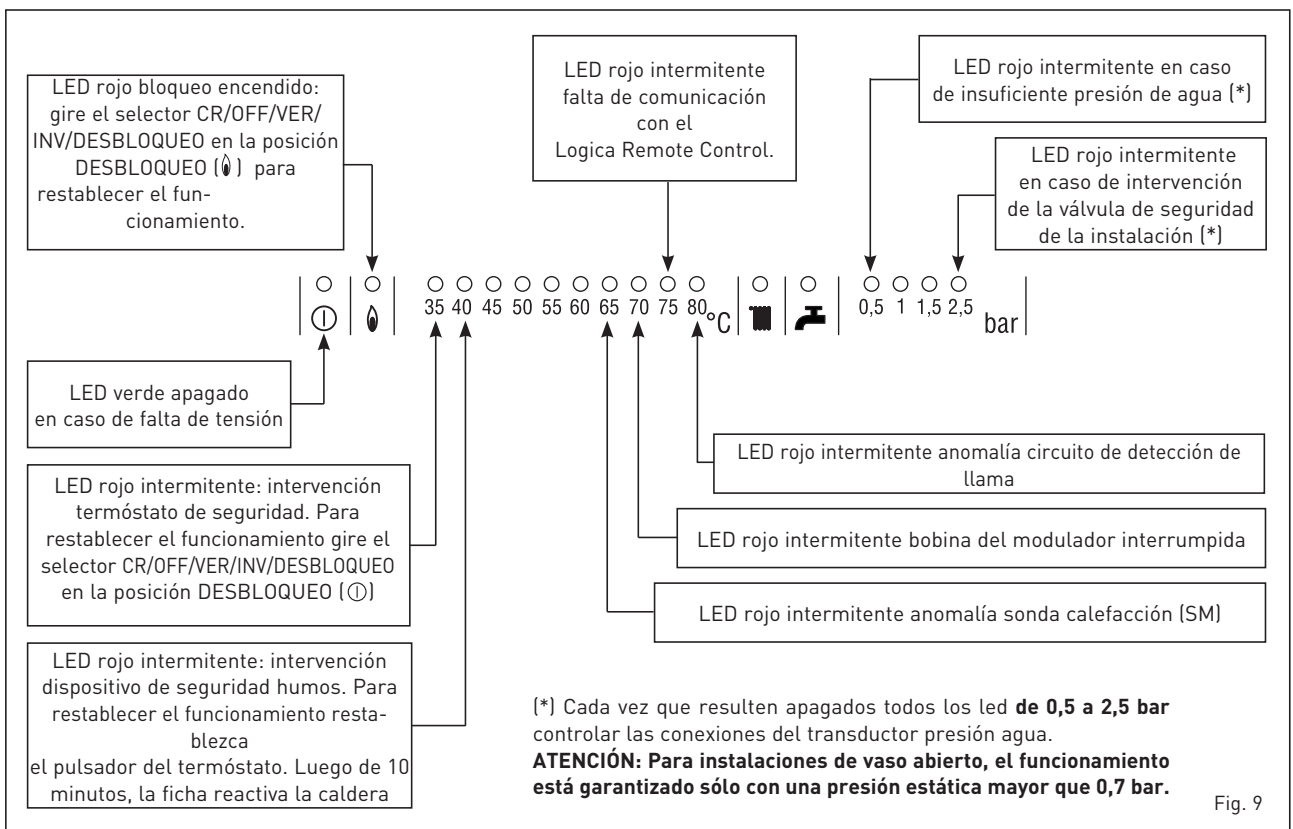 LED rojo bloqueo encendido:
gire el selector CR/OFF/VER/
INV/DESBLOQUEO en la posición
DESBLOQUEO ( ) para
restablecer el fun-
cionamiento.
LED rojo intermitente
falta de comunicación
con el
Logica Remote Control.
LED rojo intermitente en caso
de insuficiente presión de agua (*)
LED rojo intermitente
en caso de intervención
de la válvula de seguridad
de la instalación (*)
35 40 45 50 55 60 65 70 75 80 °C 0,5 1 1,5 2,5 bar
LED verde apagado
en caso de falta de tensión
LED rojo intermitente: intervención
termóstato de seguridad. Para
restablecer el funcionamiento gire el
selector CR/OFF/VER/INV/DESBLOQUEO
en la posición DESBLOQUEO ( )
LED rojo intermitente: intervención
dispositivo de seguridad humos. Para
restablecer el funcionamiento resta-
blezca
el pulsador del termóstato. Luego de 10
minutos, la ficha reactiva la caldera
LED rojo intermitente anomalía circuito de detección de
llama
LED rojo intermitente bobina del modulador interrumpida
LED rojo intermitente anomalía sonda calefacción (SM)
(*) Cada vez que resulten apagados todos los led de 0,5 a 2,5 bar
controlar las conexiones del transductor presión agua.
ATENCIÓN: Para instalaciones de vaso abierto, el funcionamiento
está garantizado sólo con una presión estática mayor que 0,7 bar.
Fig. 9